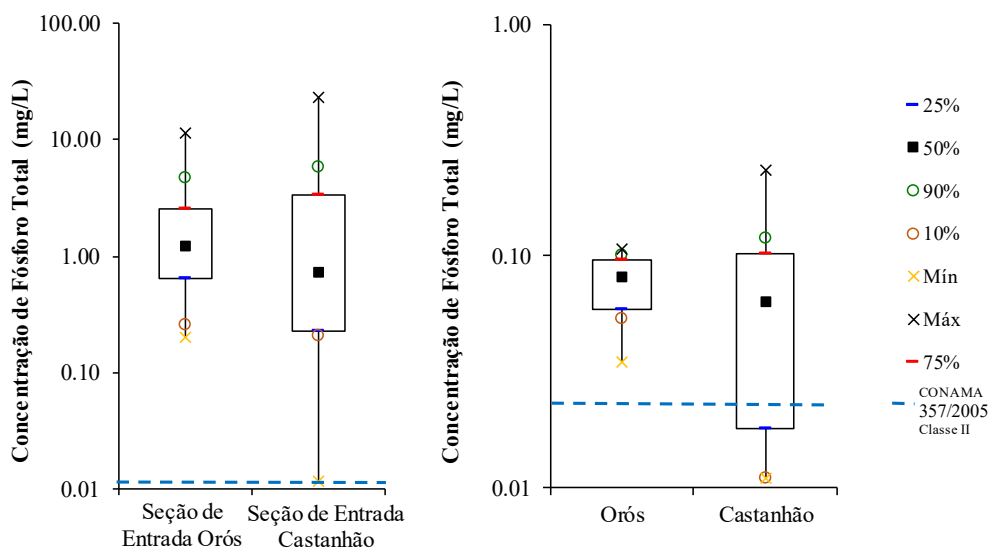 Concentração de Fósforo Total (mg/L)
100.00
10.00
1.00
0.10
0.01
Seção de
Entrada Orós
Seção de Entrada
Castanhão
Concentração de Fósforo Total (mg/L)
1.00
0.10
0.01
Orós
Castanhão
25%
50%
90%
10%
Mín
Máx
75%
CONAMA
357/2005
Classe II